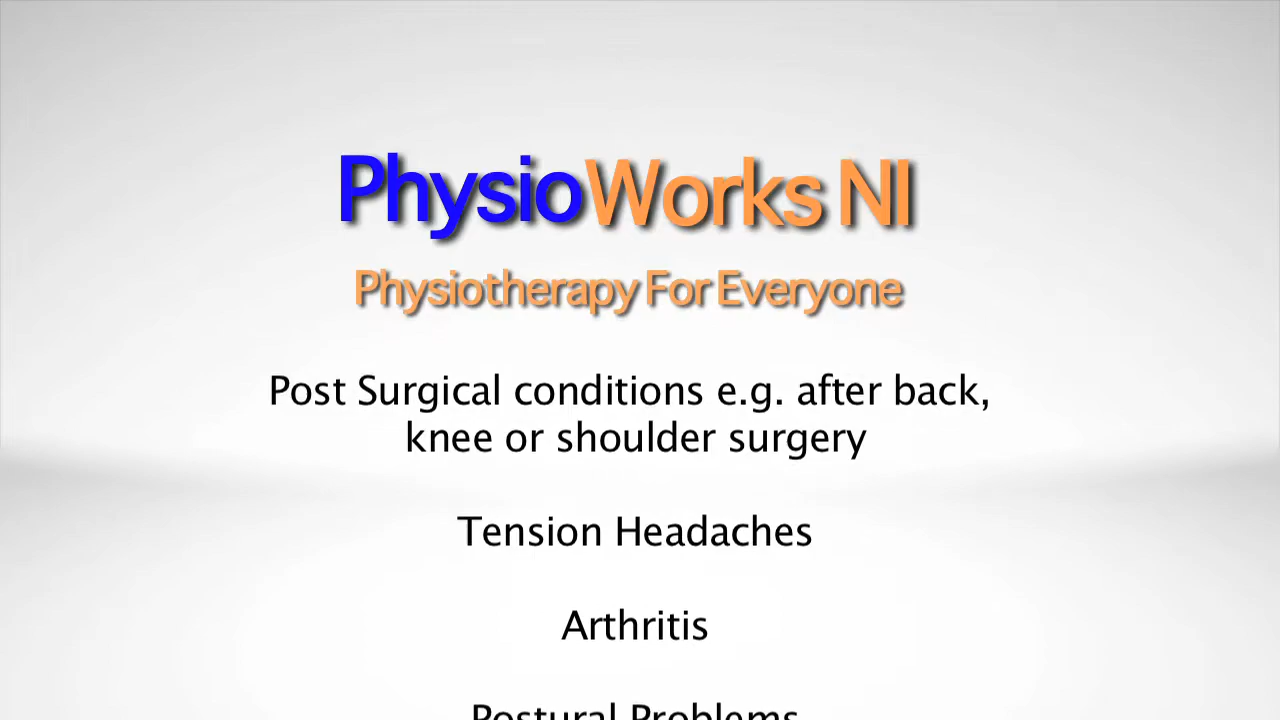 PhysioWorks NI
Physiotherapy For Everyone
Post Surgical conditions e.g. after back,
knee or shoulder surgery
Tension Headaches
Arthritis
Postural Problems